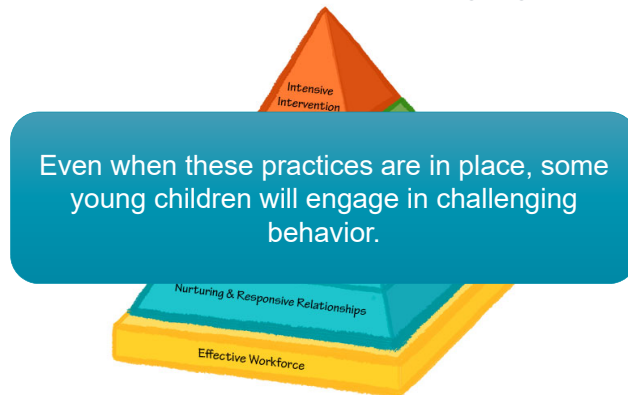 Intensive
Intervention
Even when these practices are in place, some
young children will engage in challenging
behavior.
Nurturing & Responsive Relationships
Effective Workforce